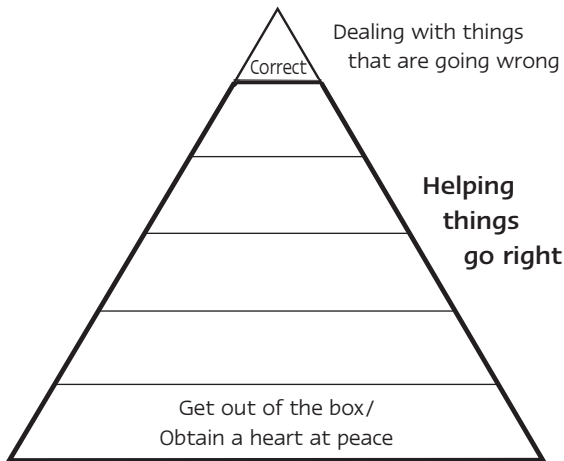 Dealing with things
that are going wrong
Correct
Helping
things
go right
Get out of the box/
Obtain a heart at peace